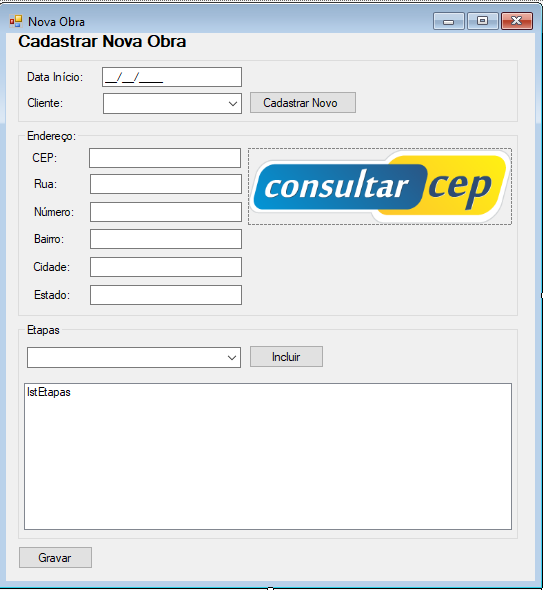 Nova Obra
Cadastrar Nova Obra
Data Início: __/__/____
Cliente: Cadastrar Novo
Endereço:
CEP:
consultar cep
Rua:
Número:
Bairro:
Cidade:
Estado:
Etapas
Incluir
lstEtapas
Gravar